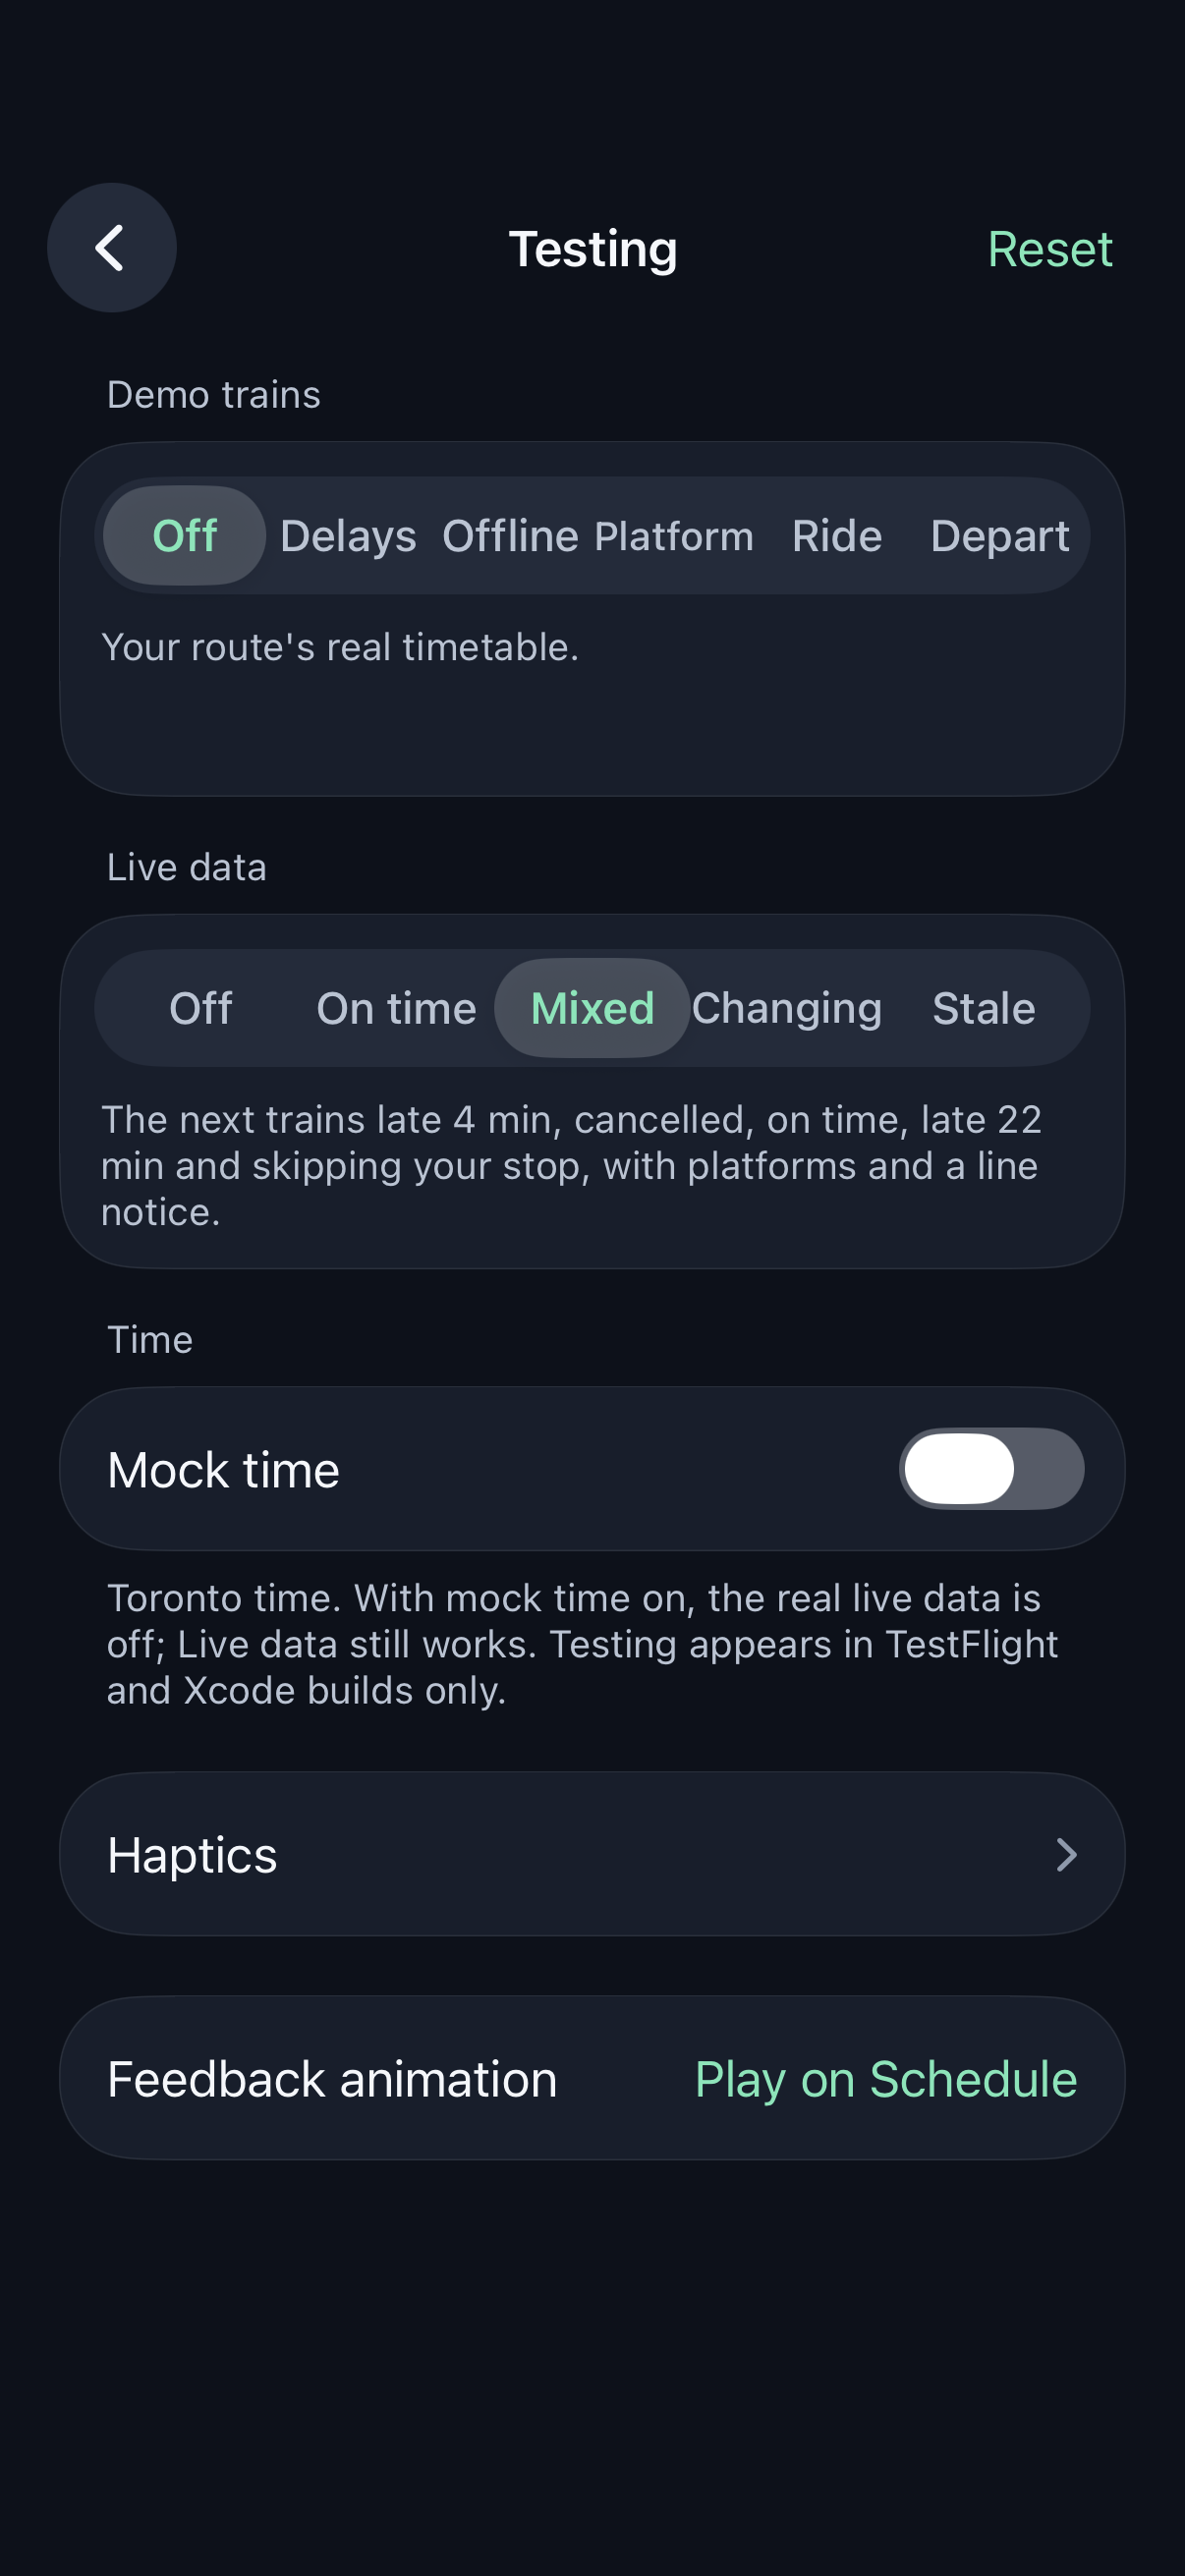 Testing
Reset
Demo trains
Off Delays Offline Platform Ride Depart
Your route's real timetable.
Live data
Off On time Mixed Changing Stale
The next trains late 4 min, cancelled, on time, late 22
min and skipping your stop, with platforms and a line
notice.
Time
Mock time
Toronto time. With mock time on, the real live data is
off; Live data still works. Testing appears in TestFlight
and Xcode builds only.
Haptics
Feedback animation Play on Schedule